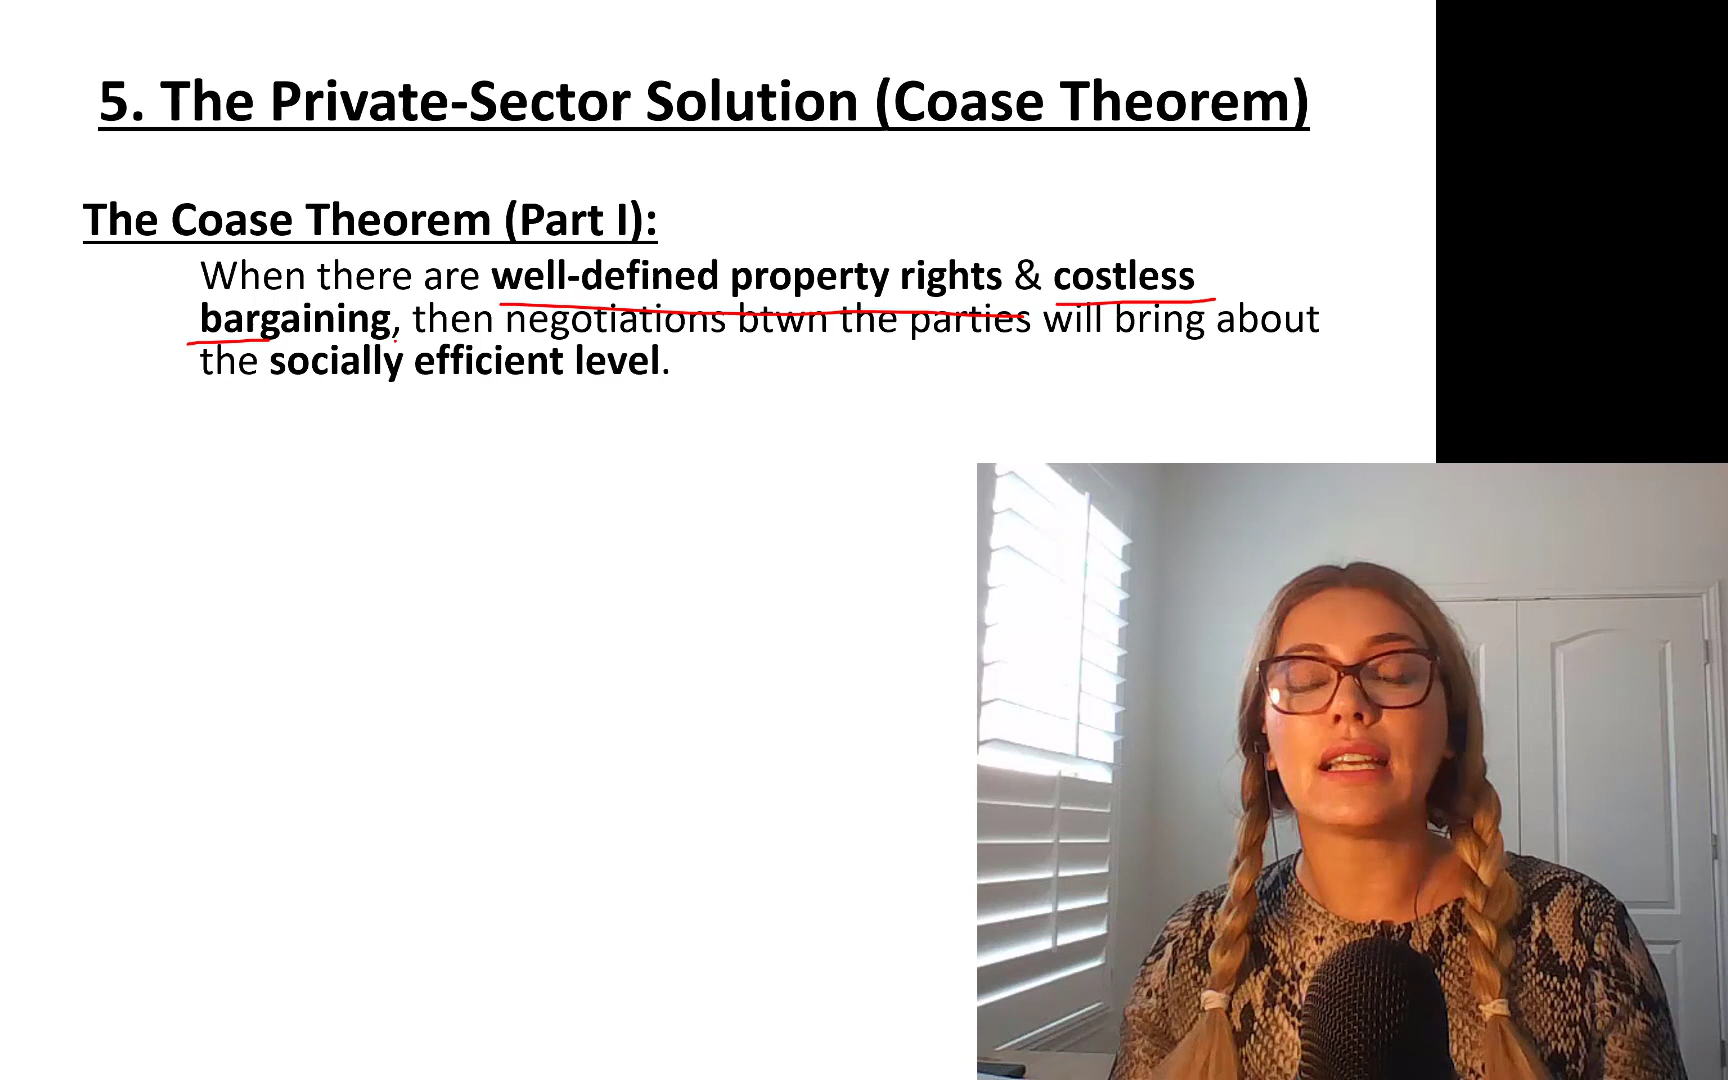 5. The Private-Sector Solution (Coase Theorem)
The Coase Theorem (Part I):
When there are well-defined property rights & costless
bargaining, then negotiations btwn the parties will bring about
the socially efficient level.